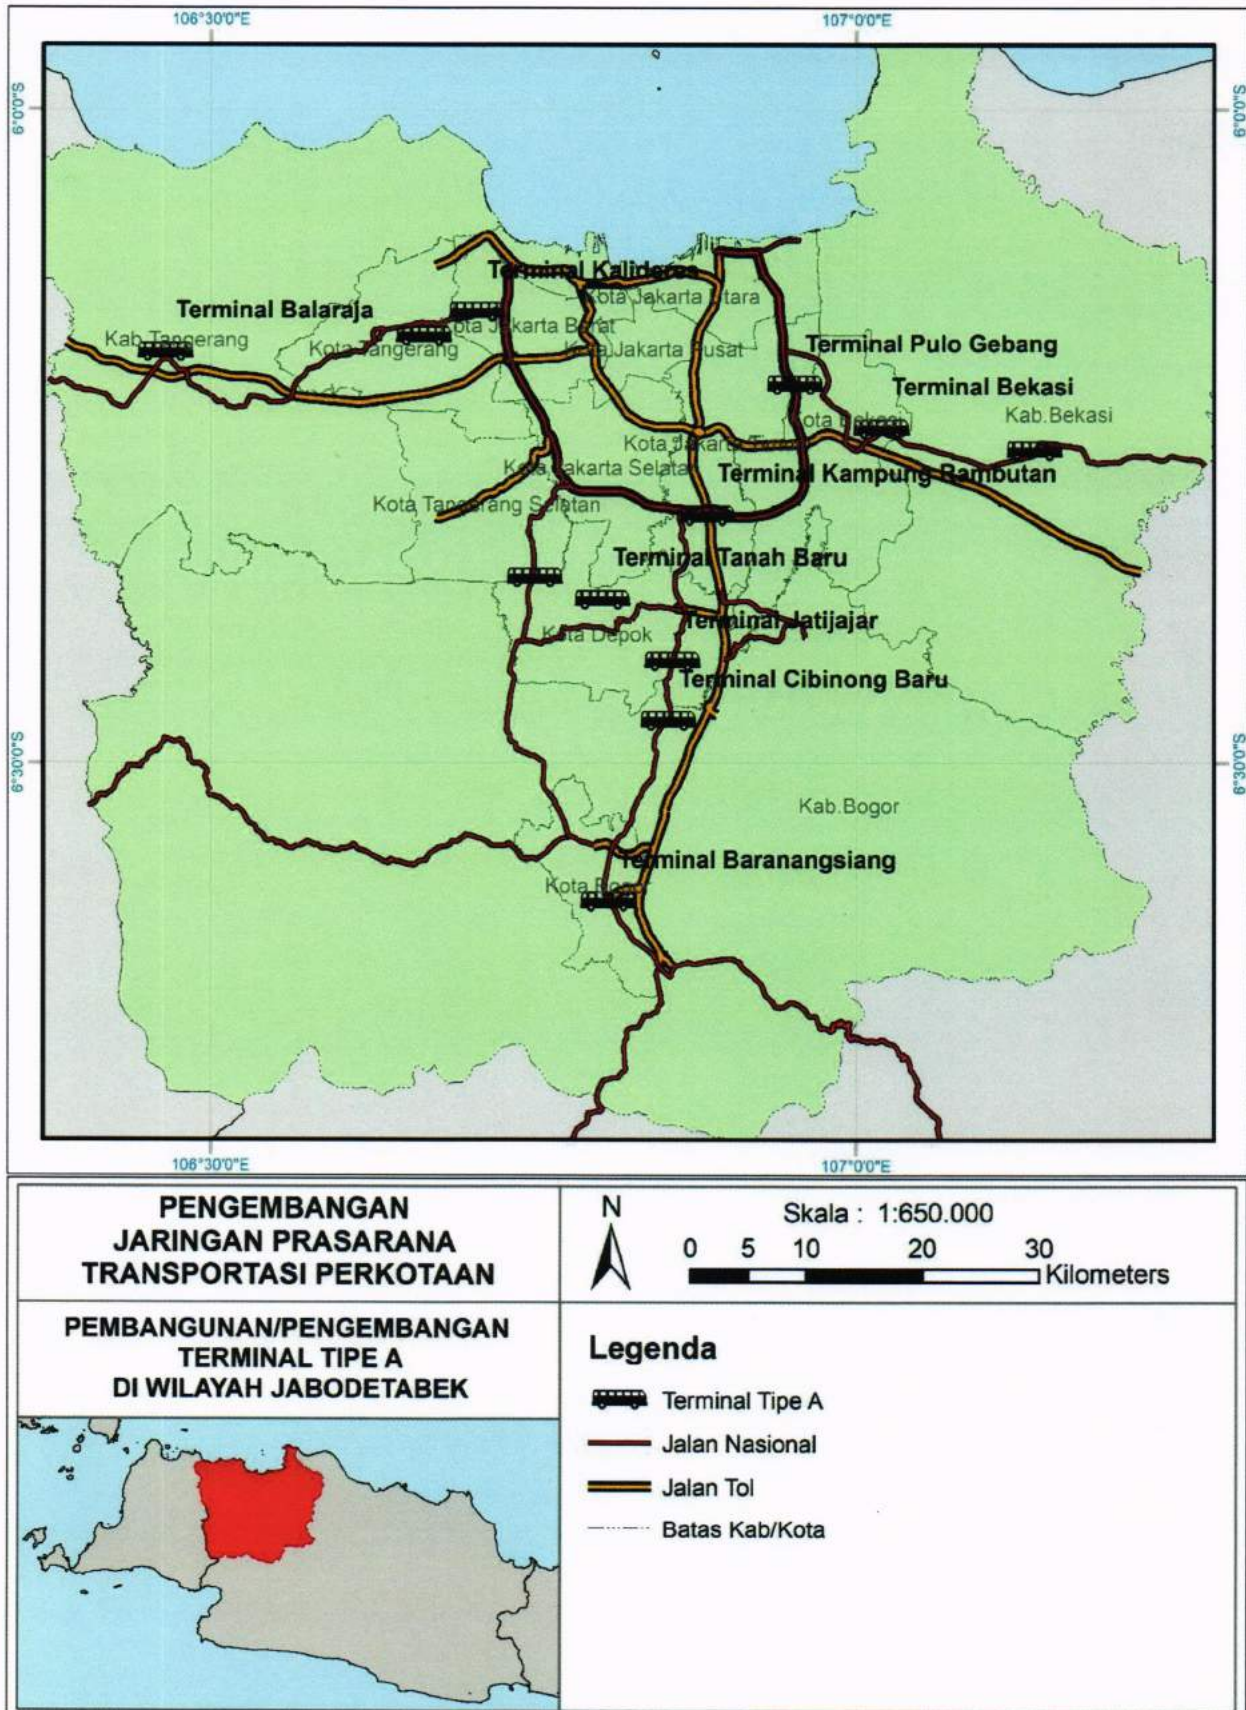 106°30'0"E
107°0'0"E
6°0'0"S
6°0'0"S
Terminal Kalideres
Kota Jakarta Utara
Terminal Balaraja
Kota Jakarta Barat
Kab.Tangerang
Kota Tangerang
Kota Jakarta Pusat
Terminal Pulo Gebang
Terminal Bekasi
Kab.Bekasi
Kota Bekasi
Kota Jakarta Timur
Kota Jakarta Selatan
Terminal Kampung Rambutan
Kota Tangerang Selatan
Terminal Tanah Baru
Terminal Jatijajar
Kota Depok
Terminal Cibinong Baru
6°30'0"S
6°30'0"S
Kab.Bogor
Terminal Baranangsiang
Kota Bogor
106°30'0"E
107°0'0"E
PENGEMBANGAN
JARINGAN PRASARANA
TRANSPORTASI PERKOTAAN
PEMBANGUNAN/PENGEMBANGAN
TERMINAL TIPE A
DI WILAYAH JABODETABEK
N
Skala : 1:650.000
0 5 10 20 30
Kilometers
Legenda
Terminal Tipe A
Jalan Nasional
Jalan Tol
Batas Kab/Kota